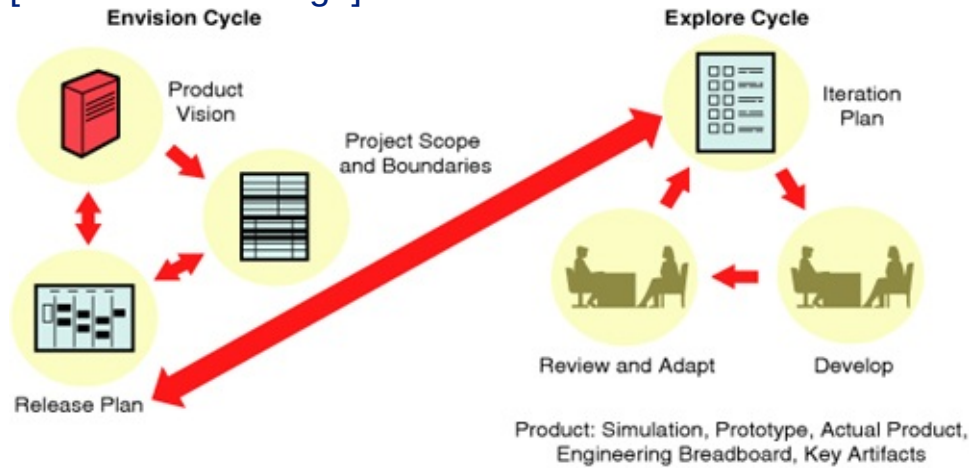 Envision Cycle
Explore Cycle
Product
Vision
Project Scope
and Boundaries
Iteration
Plan
Release Plan
Review and Adapt
Develop
Product: Simulation, Prototype, Actual Product,
Engineering Breadboard, Key Artifacts